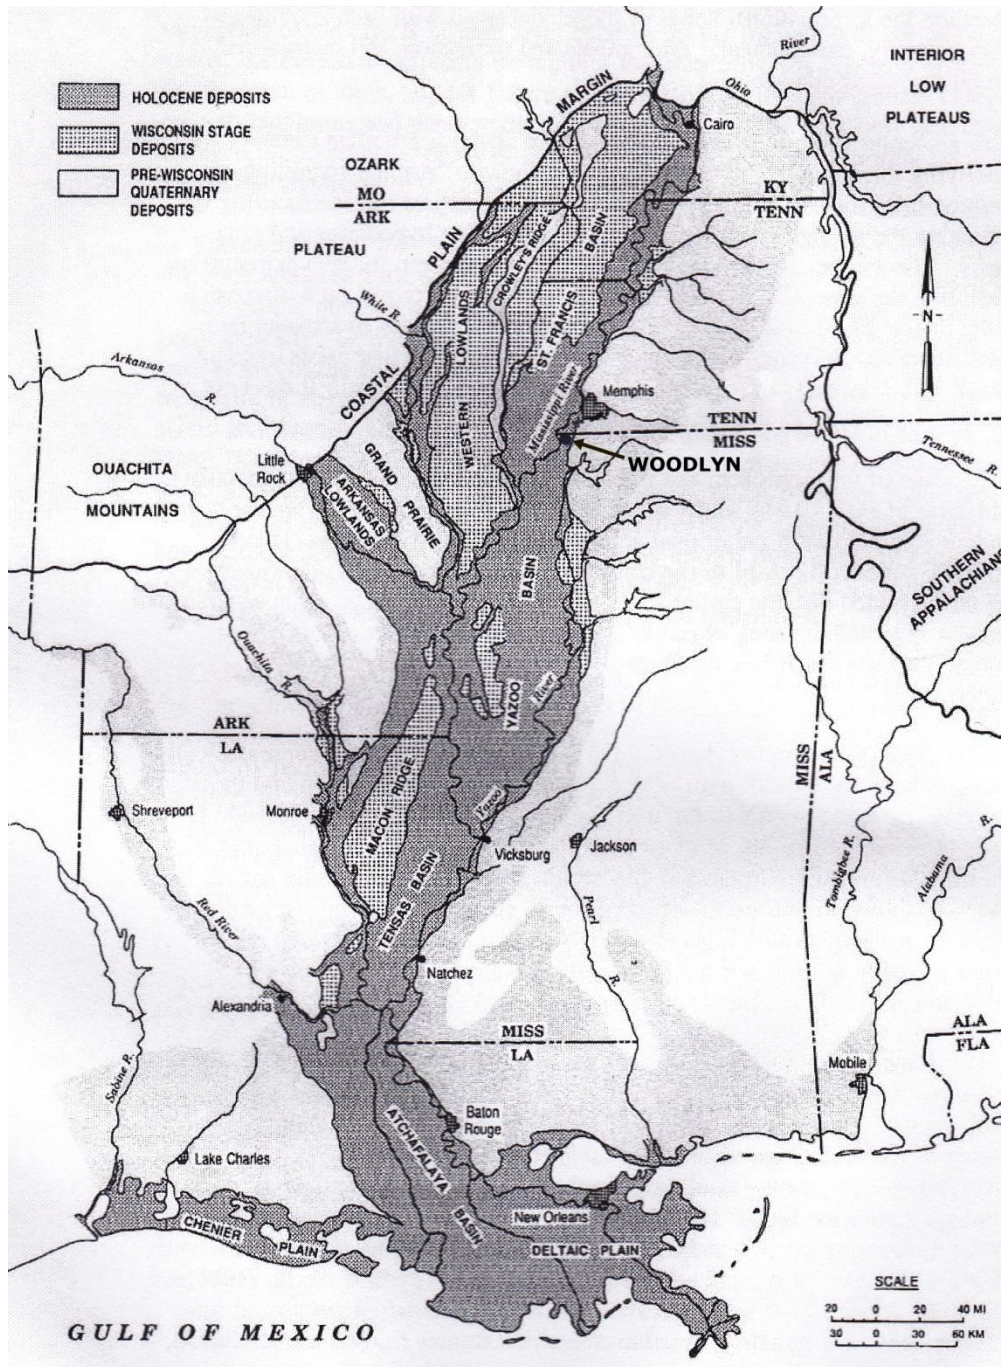 HOLOCENE DEPOSITS
WISCONSIN STAGE
DEPOSITS
PRE-WISCONSIN
QUATERNARY
DEPOSITS
River
INTERIOR
LOW
PLATEAUS
Ohio
MARGIN
Cairo
OZARK
MO
ARK
PLATEAU
KY
TENN
PLAIN
CROWLEY'S RIDGE
BASIN
ST. FRANCIS
LOWLANDS
WESTERN
White R.
COASTAL
N
Arkansas
R.
Mississippi River
Memphis
TENN
MISS
WOODLYN
Tennessee R.
Little
Rock
OUACHITA
MOUNTAINS
GRAND PRAIRIE
ARKANSAS
LOWLANDS
SOUTHERN
APPALACHIANS
BASIN
YAZOO
Ouachita
R.
River
Yazoo
ARK
LA
MISS
ALA
Shreveport
Monroe
MACON RIDGE
Vicksburg
Jackson
Tombigbee R.
Alabama
R.
Pearl
R.
TENSAS BASIN
Red River
Natchez
Alexandria
MISS
LA
ALA
FLA
Mobile
Sabine R.
Baton
Rouge
ATCHAFALAYA
BASIN
Lake Charles
New Orleans
CHENIER
PLAIN
DELTAIC PLAIN
SCALE
20 0 20 40 MI
30 0 30 60 KM
GULF OF MEXICO